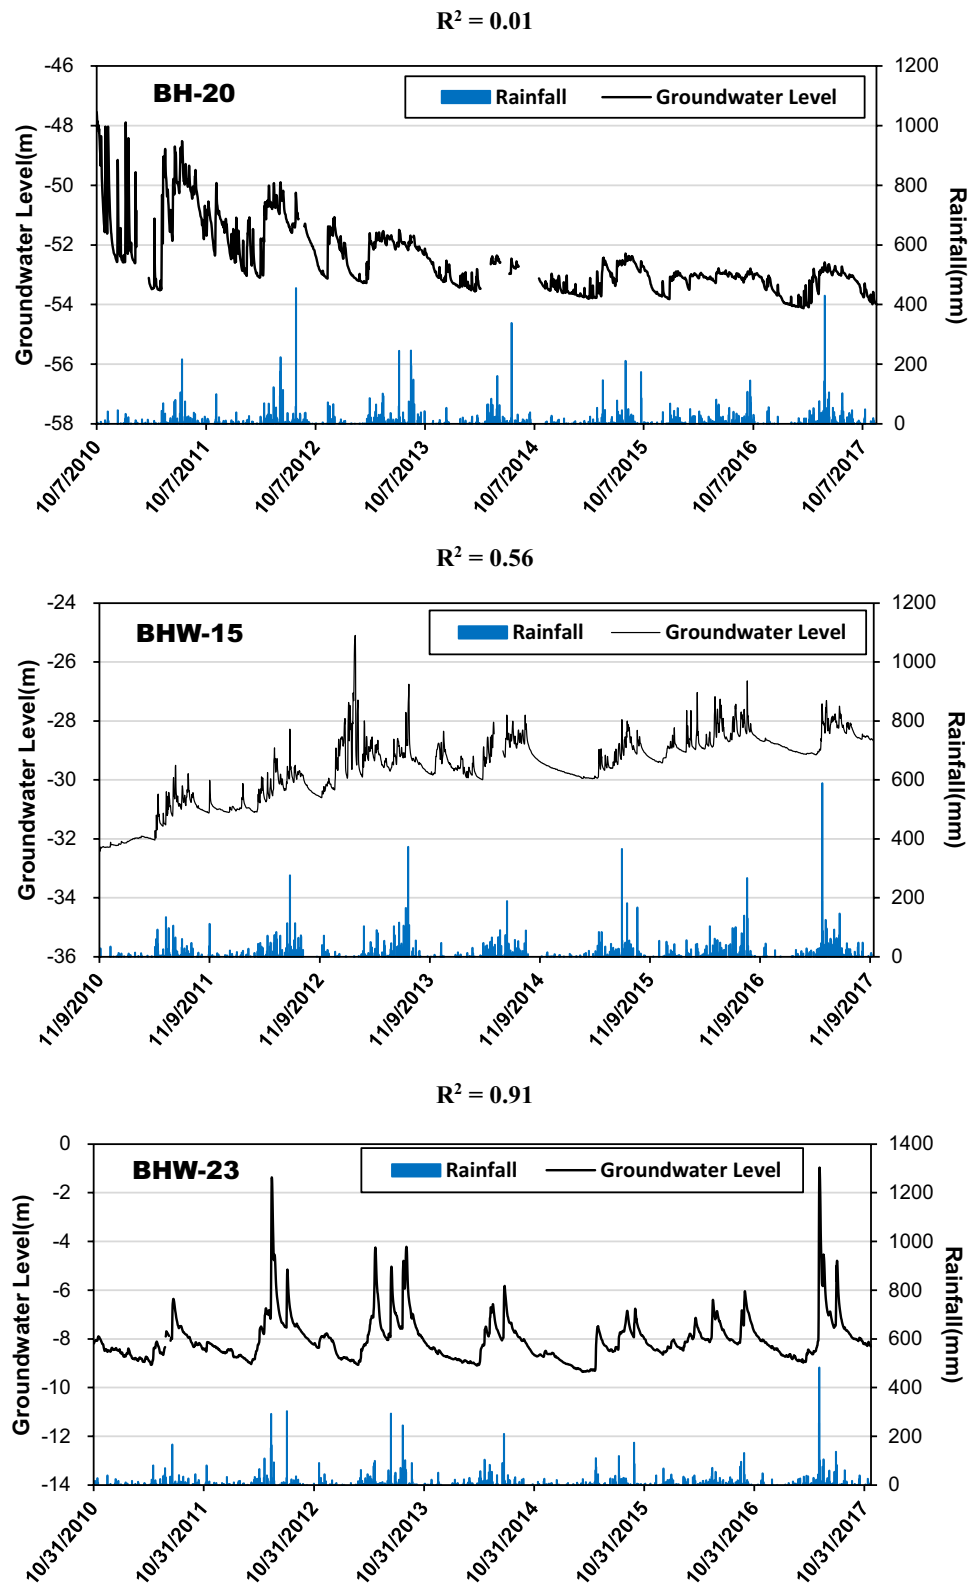 R² = 0.01
BH-20
Rainfall Groundwater Level
Groundwater Level(m)
-46
-48
-50
-52
-54
-56
-58
1200
1000
800
600
400
200
0
Rainfall(mm)
10/7/2010 10/7/2011 10/7/2012 10/7/2013 10/7/2014 10/7/2015 10/7/2016 10/7/2017
R² = 0.56
BHW-15
Rainfall Groundwater Level
Groundwater Level(m)
-24
-26
-28
-30
-32
-34
-36
1200
1000
800
600
400
200
0
Rainfall(mm)
11/9/2010 11/9/2011 11/9/2012 11/9/2013 11/9/2014 11/9/2015 11/9/2016 11/9/2017
R² = 0.91
BHW-23
Rainfall Groundwater Level
Groundwater Level(m)
0
-2
-4
-6
-8
-10
-12
-14
1400
1200
1000
800
600
400
200
0
Rainfall(mm)
10/31/2010 10/31/2011 10/31/2012 10/31/2013 10/31/2014 10/31/2015 10/31/2016 10/31/2017